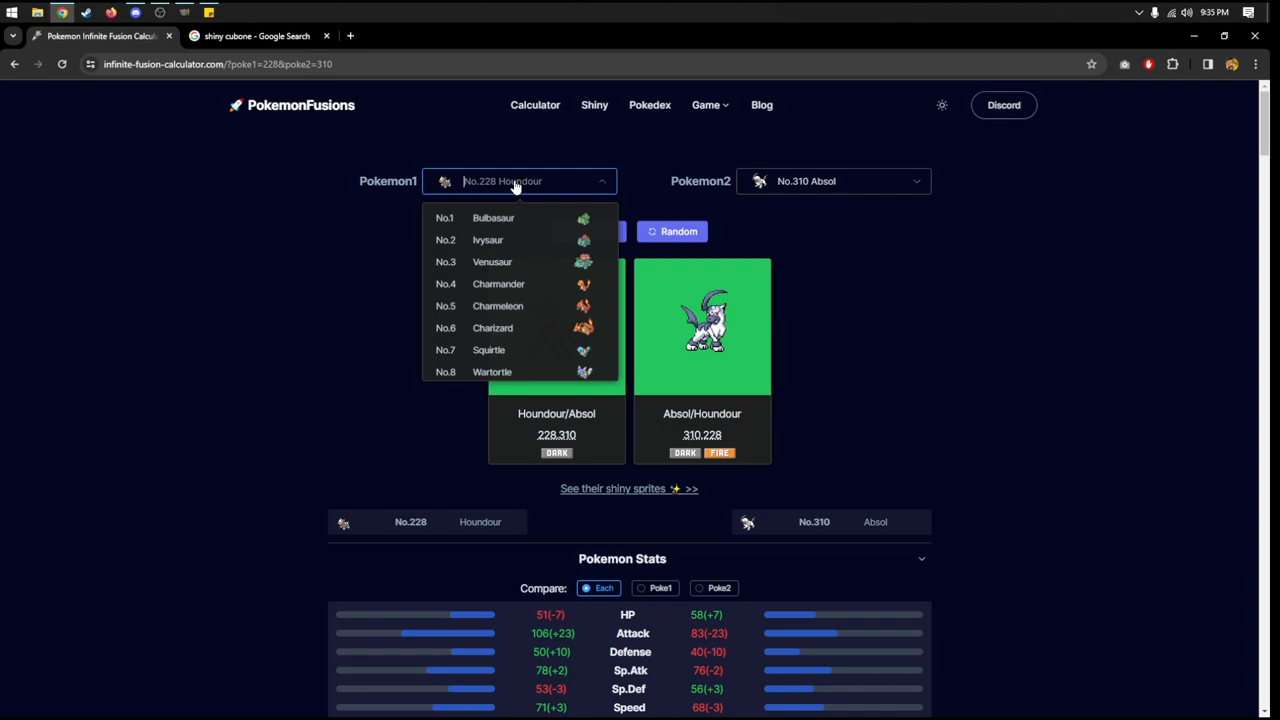 9:35 PM
Pokemon Infinite Fusion Calcul
shiny cubone - Google Search
infinite-fusion-calculator.com/?poke1=228&poke2=310
PokemonFusions
Calculator
Shiny
Pokedex
Game
Blog
Discord
Pokemon1
No.228 Houndour
Pokemon2
No.310 Absol
No.1 Bulbasaur
No.2 Ivysaur
No.3 Venusaur
No.4 Charmander
No.5 Charmeleon
No.6 Charizard
No.7 Squirtle
No.8 Wartortle
Random
Houndour/Absol
228.310
DARK
Absol/Houndour
310.228
DARK FIRE
See their shiny sprites ✨ >>
No.228 Houndour
No.310 Absol
Pokemon Stats
Compare: Each Poke1 Poke2
51(-7) HP 58(+7)
106(+23) Attack 83(-23)
50(+10) Defense 40(-10)
78(+2) Sp.Atk 76(-2)
53(-3) Sp.Def 56(+3)
71(+3) Speed 68(-3)